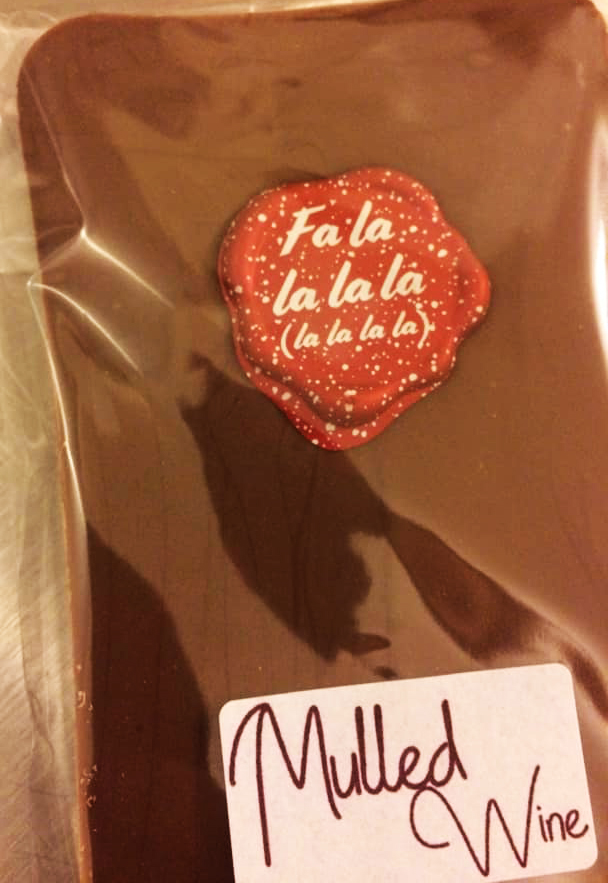 Fa la
la la la
(la la la la)
Mulled
Wine